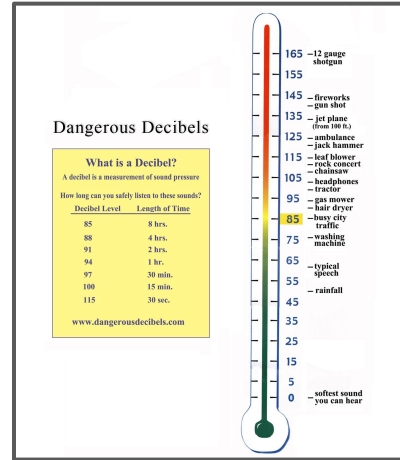 Dangerous Decibels
What is a Decibel?
A decibel is a measurement of sound pressure
How long can you safely listen to these sounds?
Decibel Level Length of Time
85 8 hrs.
88 4 hrs.
91 2 hrs.
94 1 hr.
97 30 min.
100 15 min.
115 30 sec.
www.dangerousdecibels.com
165 12 gauge
shotgun
155
145 fireworks
gun shot
135 jet plane
(from 100 ft.)
125 ambulance
jack hammer
115 leaf blower
rock concert
chainsaw
105 headphones
tractor
95 gas mower
hair dryer
85 busy city
traffic
75 washing
machine
65 typical
speech
55
45 rainfall
35
25
15
5
0 softest sound
you can hear